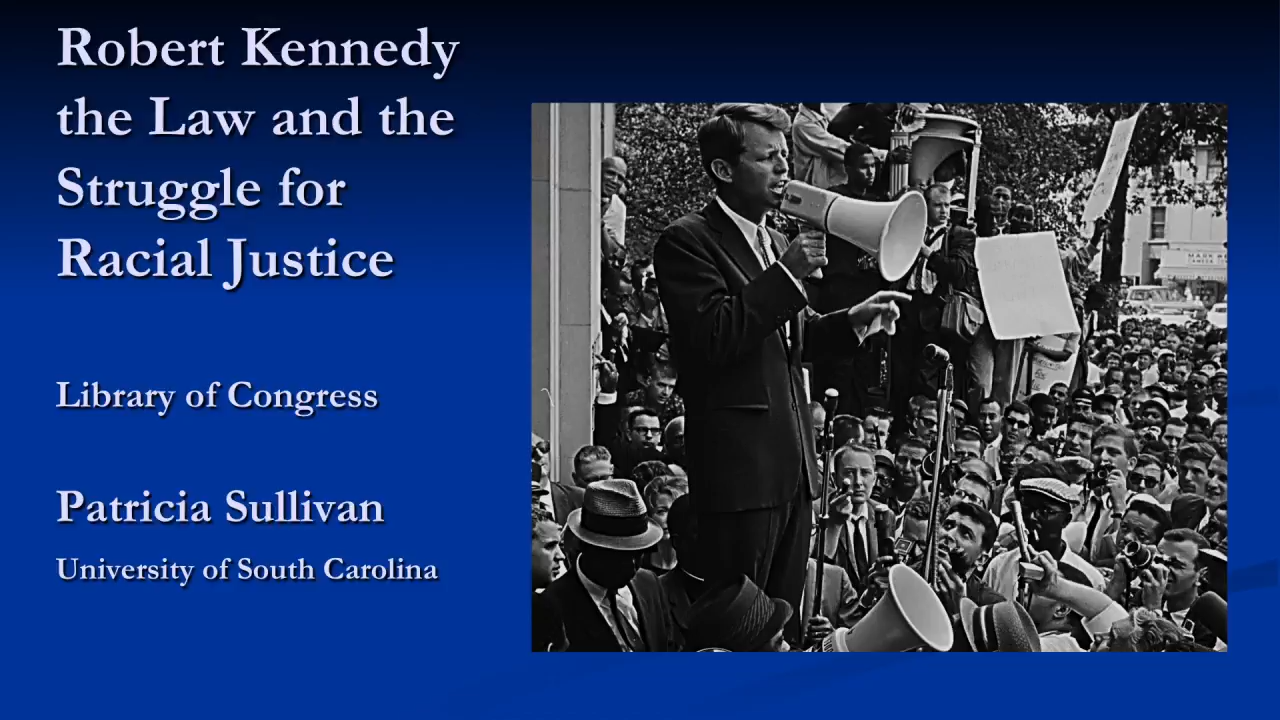 Robert Kennedy
the Law and the
Struggle for
Racial Justice
Library of Congress
Patricia Sullivan
University of South Carolina